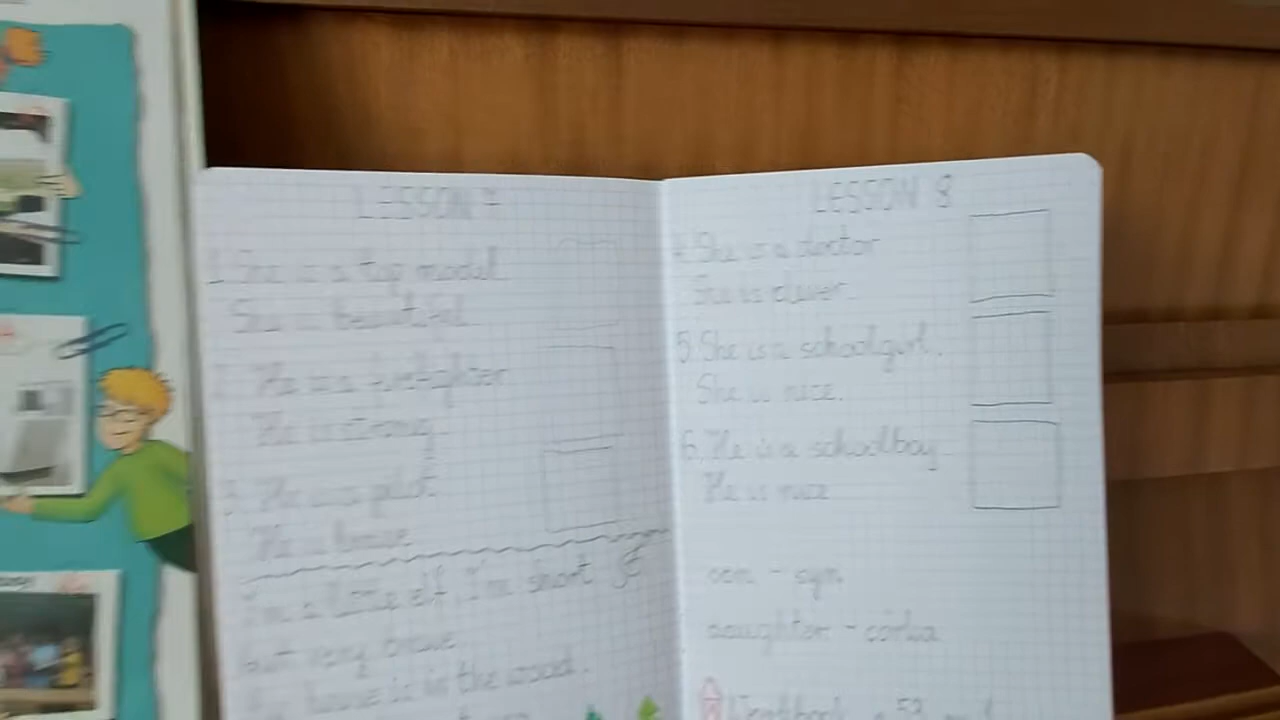 LESSON 7
1. She is a top model
She is beautiful
2. He is a firefighter
He is strong.
3. He is a pilot
He is brave
I'm a little elf, I'm short
but very brave
house is in the wood.
LESSON 8
4. She is a doctor
She is clever.
5. She is a schoolgirl.
She is nice.
6. He is a schoolboy.
He is nice
son - syn
daughter - córka